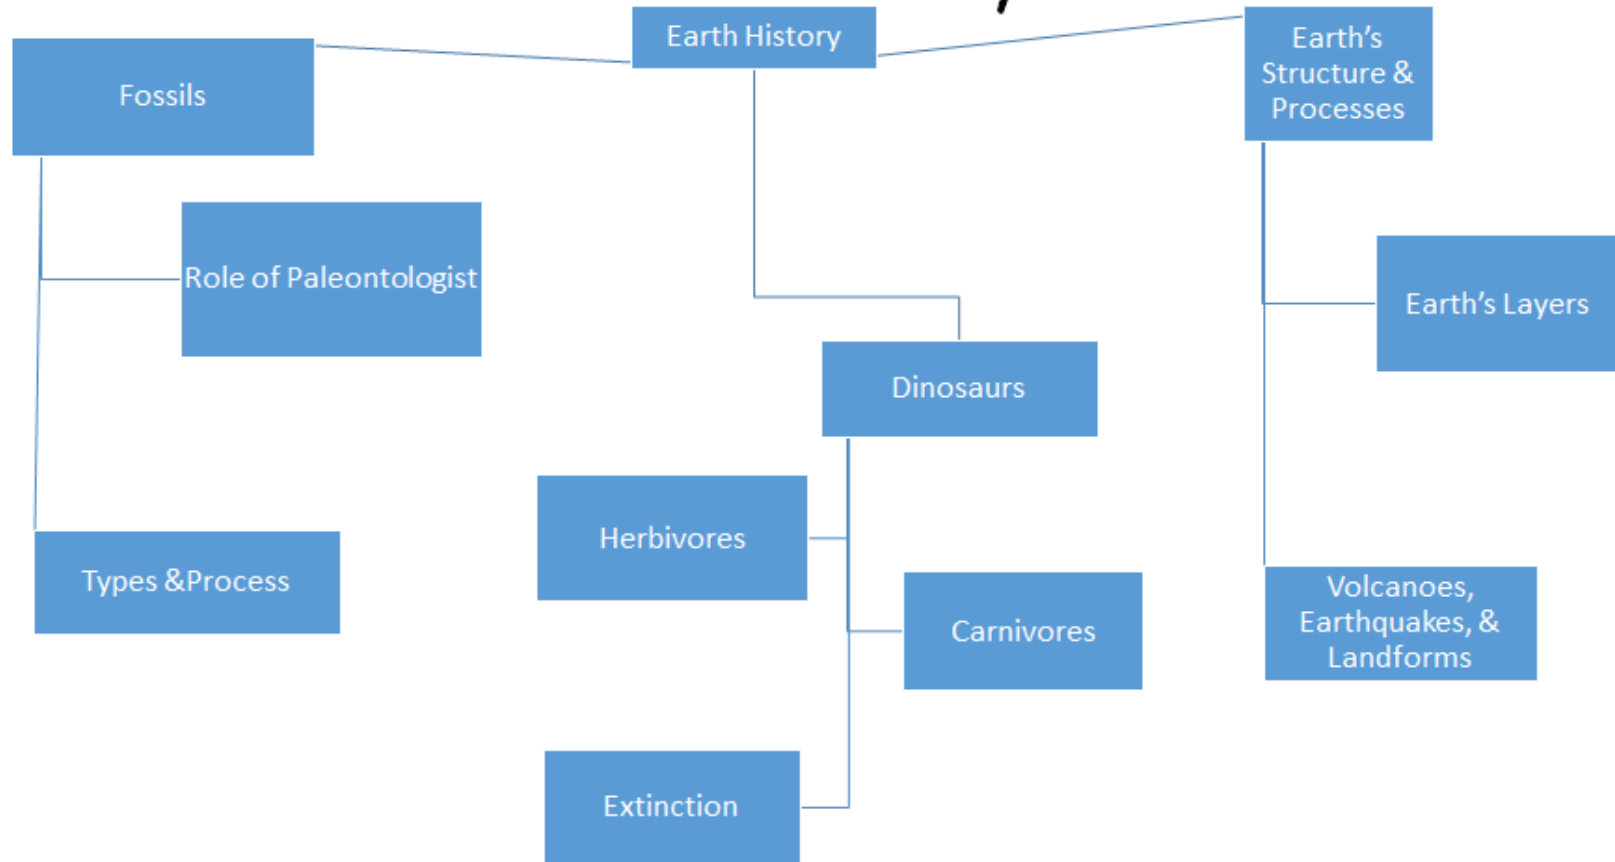 Earth History
Fossils
Earth’s
Structure &
Processes
Role of Paleontologist
Earth’s Layers
Dinosaurs
Herbivores
Types &Process
Carnivores
Volcanoes,
Earthquakes, &
Landforms
Extinction